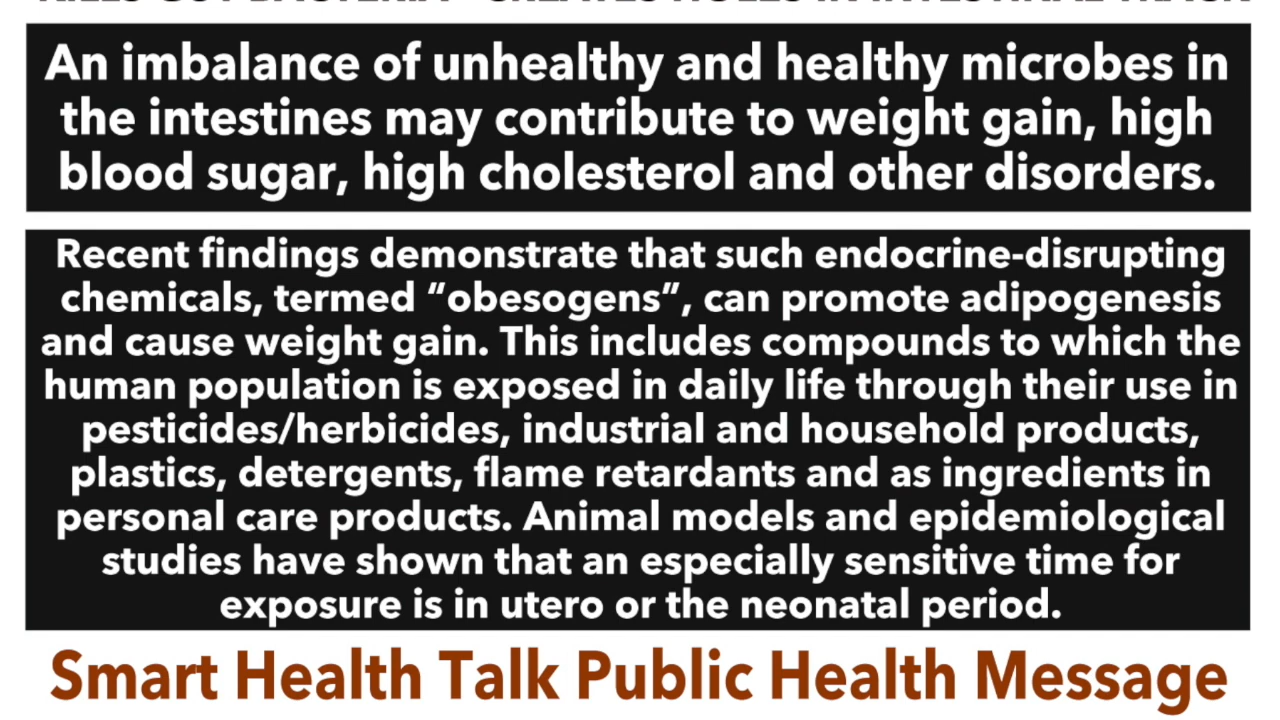 An imbalance of unhealthy and healthy microbes in
the intestines may contribute to weight gain, high
blood sugar, high cholesterol and other disorders.
Recent findings demonstrate that such endocrine-disrupting
chemicals, termed “obesogens”, can promote adipogenesis
and cause weight gain. This includes compounds to which the
human population is exposed in daily life through their use in
pesticides/herbicides, industrial and household products,
plastics, detergents, flame retardants and as ingredients in
personal care products. Animal models and epidemiological
studies have shown that an especially sensitive time for
exposure is in utero or the neonatal period.
Smart Health Talk Public Health Message